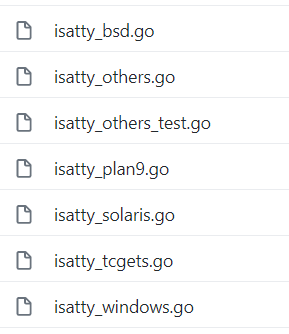 isatty_bsd.go
isatty_others.go
isatty_others_test.go
isatty_plan9.go
isatty_solaris.go
isatty_tcgets.go
isatty_windows.go